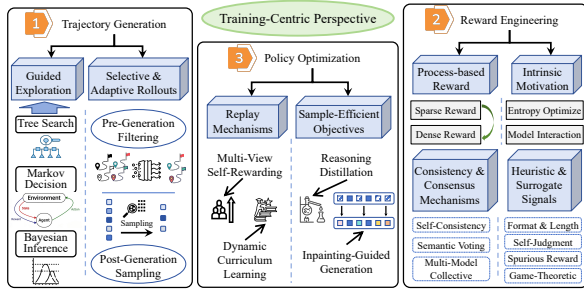 Training-Centric Perspective
1
Trajectory Generation
Guided
Exploration
Selective &
Adaptive Rollouts
Tree Search
Markov
Decision
Environment
Agent
Bayesian
Inference
Pre-Generation
Filtering
Sampling
Post-Generation
Sampling
3
Policy Optimization
Replay
Mechanisms
Sample-Efficient
Objectives
Multi-View
Self-Rewarding
Dynamic
Curriculum
Learning
Reasoning
Distillation
Inpainting-Guided
Generation
2
Reward Engineering
Process-based
Reward
Intrinsic
Motivation
Sparse Reward
Dense Reward
Entropy Optimize
Model Interaction
Consistency &
Consensus
Mechanisms
Heuristic &
Surrogate
Signals
Self-Consistency
Semantic Voting
Multi-Model
Collective
Format & Length
Self-Judgment
Spurious Reward
Game-Theoretic